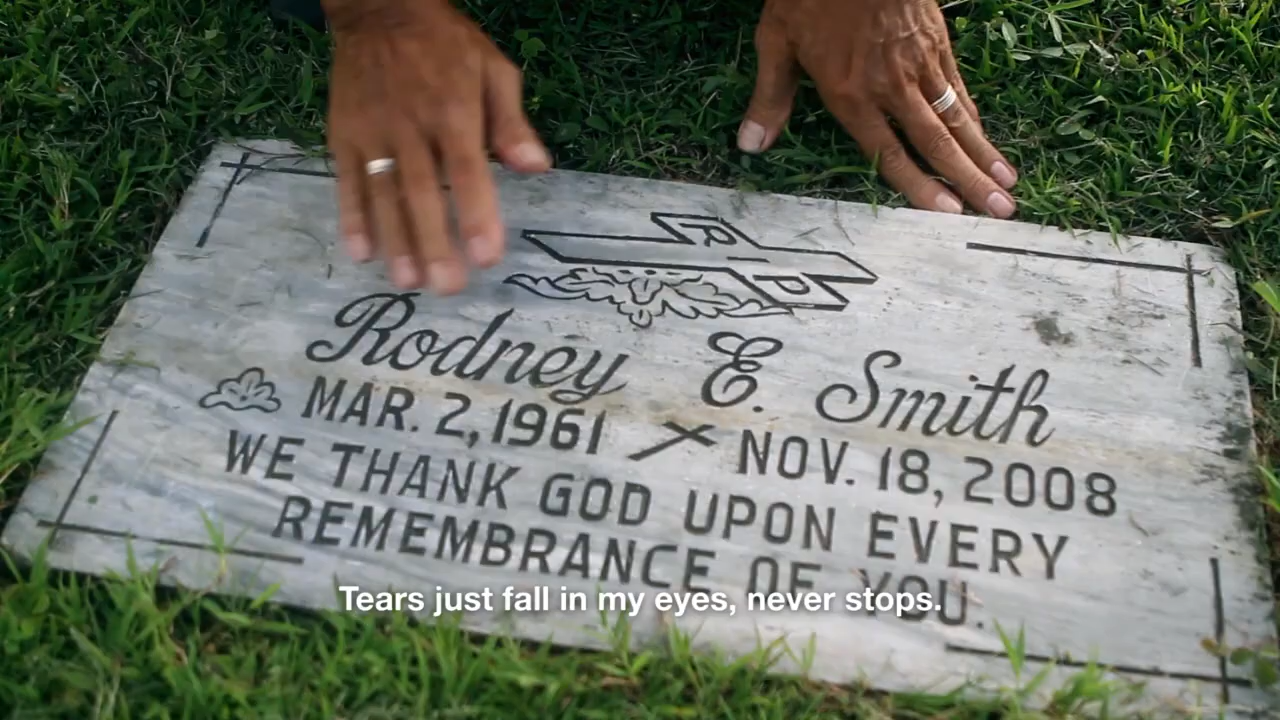 R
I
P
Rodney E. Smith
MAR. 2, 1961 NOV. 18, 2008
WE THANK GOD UPON EVERY
REMEMBRANCE OF YOU.
Tears just fall in my eyes, never stops.